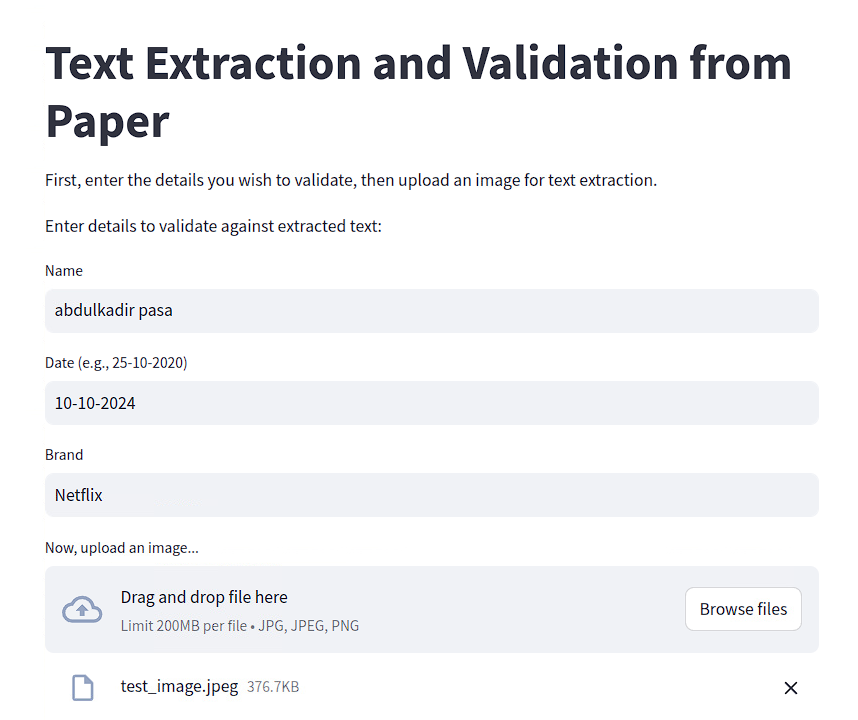 Text Extraction and Validation from
Paper
First, enter the details you wish to validate, then upload an image for text extraction.
Enter details to validate against extracted text:
Name
abdulkadir pasa
Date (e.g., 25-10-2020)
10-10-2024
Brand
Netflix
Now, upload an image...
Drag and drop file here
Limit 200MB per file • JPG, JPEG, PNG
Browse files
test_image.jpeg 376.7KB